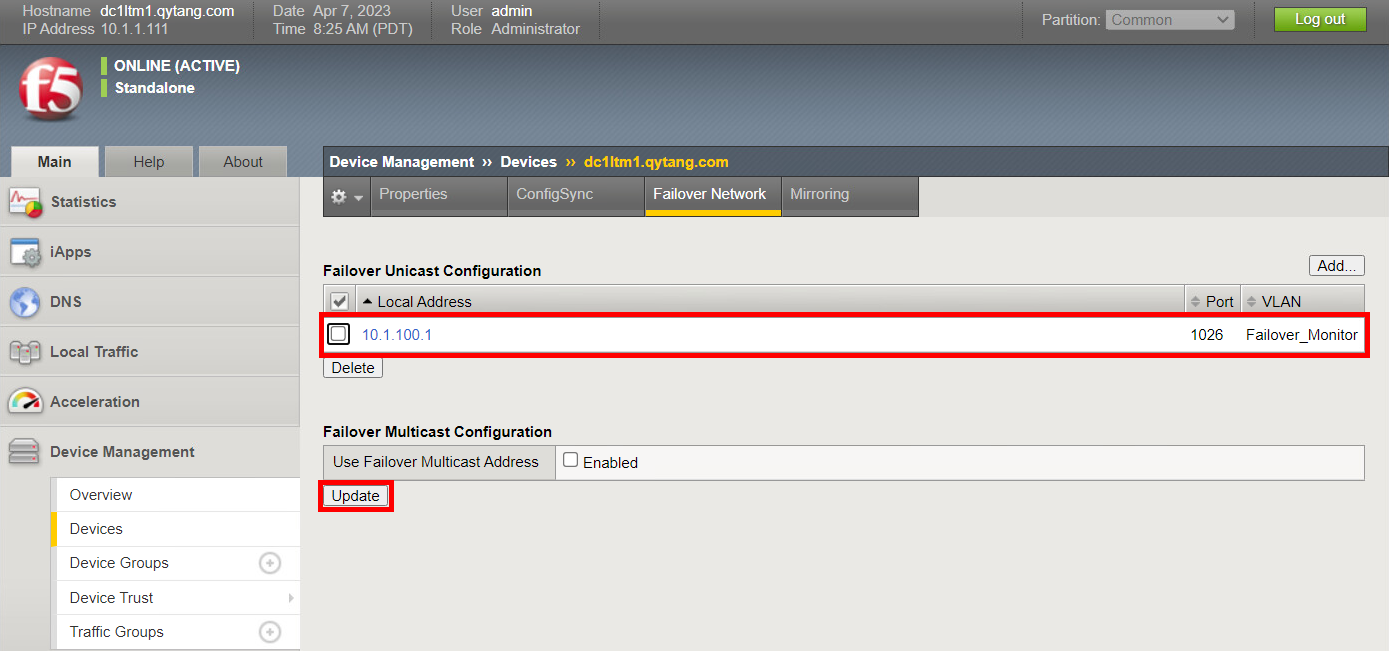 Hostname dc1ltm1.qytang.com Date Apr 7, 2023 User admin
IP Address 10.1.1.111 Time 8:25 AM (PDT) Role Administrator
Partition: Common Log out
f5
ONLINE (ACTIVE)
Standalone
Main Help About
Statistics
iApps
DNS
Local Traffic
Acceleration
Device Management
Overview
Devices
Device Groups
Device Trust
Traffic Groups
Device Management ›› Devices ›› dc1ltm1.qytang.com
Properties ConfigSync Failover Network Mirroring
Failover Unicast Configuration Add...
Local Address Port VLAN
10.1.100.1 1026 Failover_Monitor
Delete
Failover Multicast Configuration
Use Failover Multicast Address Enabled
Update